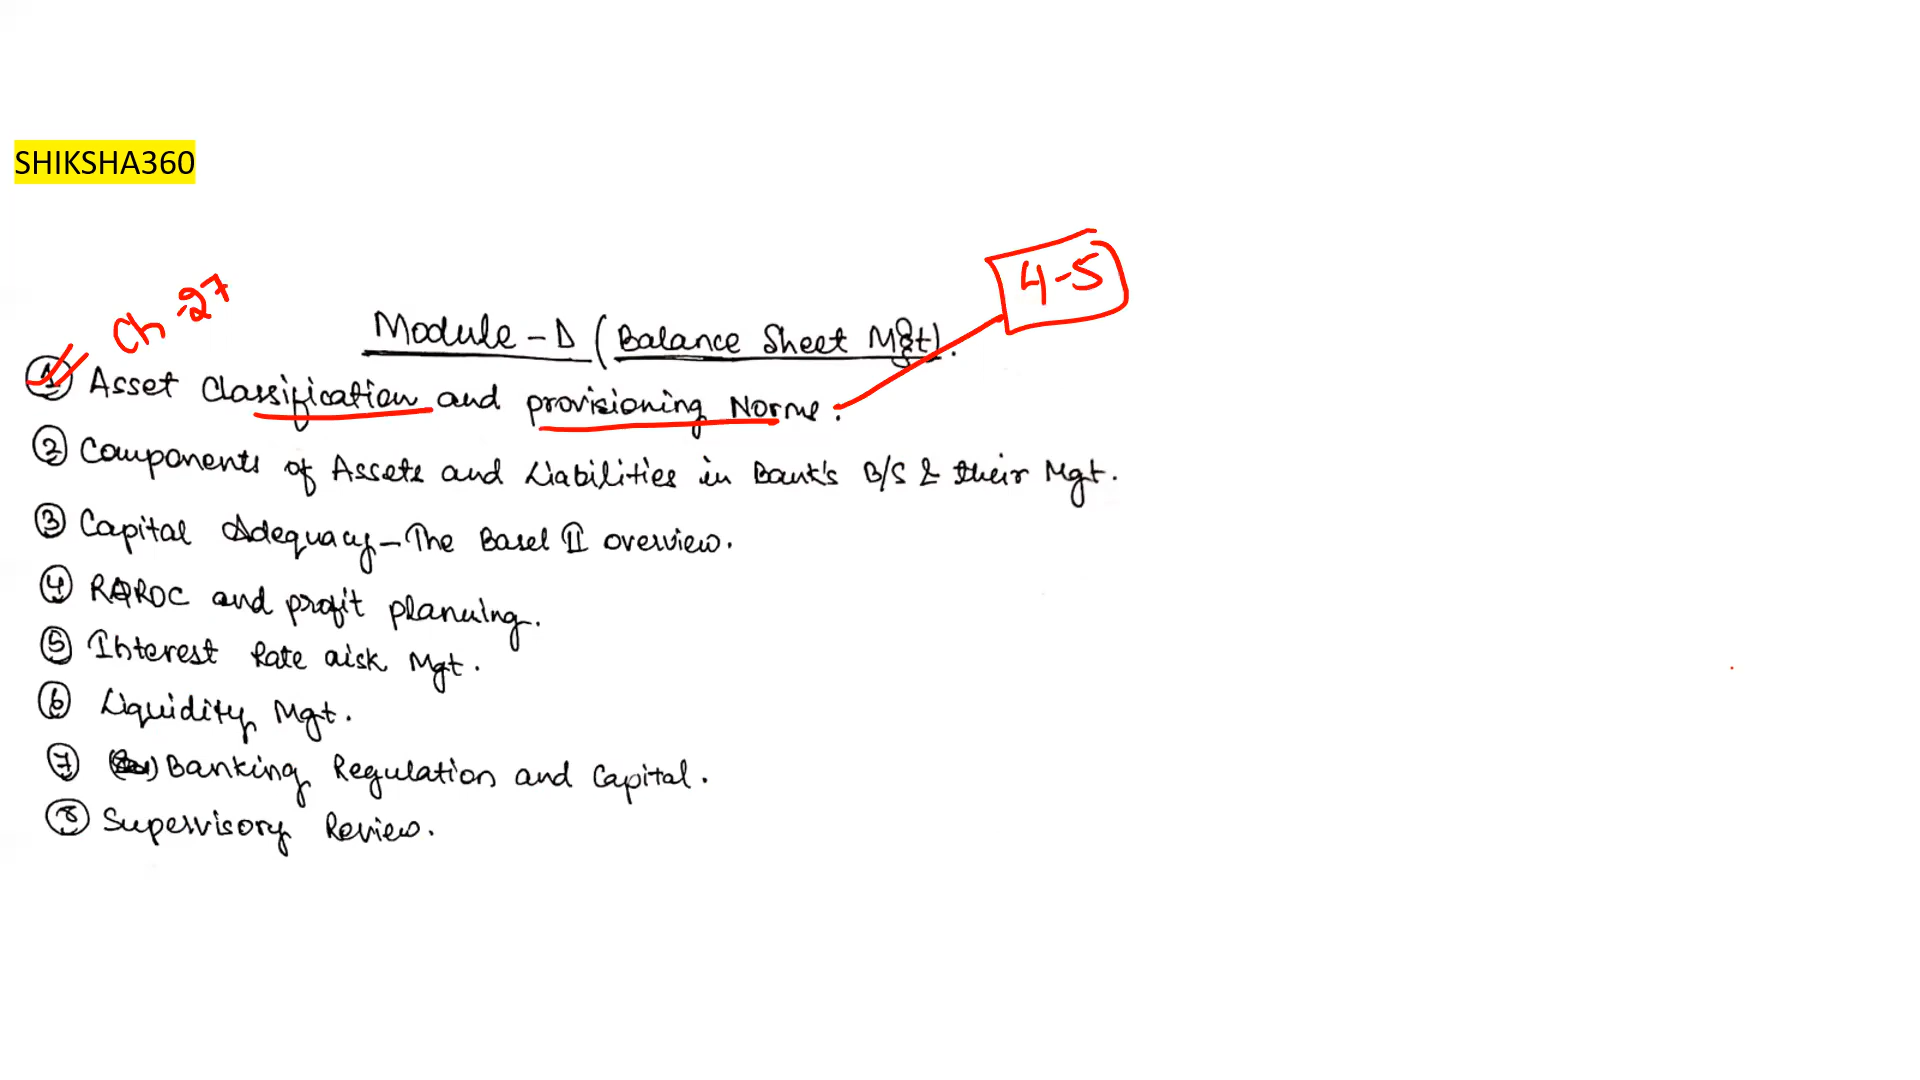 SHIKSHA360
4-5
Ch-27
Module - D (Balance Sheet Mgt).
① Asset Classification and provisioning Norms.
② Components of Assets and Liabilities in Bank's B/S & their Mgt.
③ Capital Adequacy - The Basel II overview.
④ RAROC and profit planning.
⑤ Interest Rate Risk Mgt.
⑥ Liquidity Mgt.
⑦ Banking Regulation and Capital.
⑧ Supervisory Review.